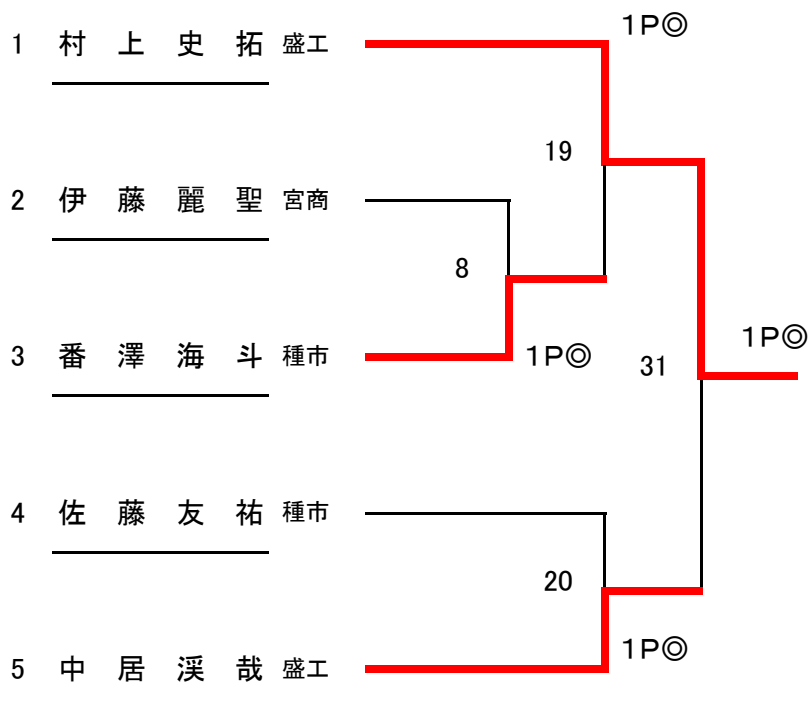 1 村上史拓 盛工 1P◎
19
2 伊藤麗聖 宮商
8
3 番澤海斗 種市 1P◎
31 1P◎
4 佐藤友祐 種市
20
5 中居渓哉 盛工 1P◎